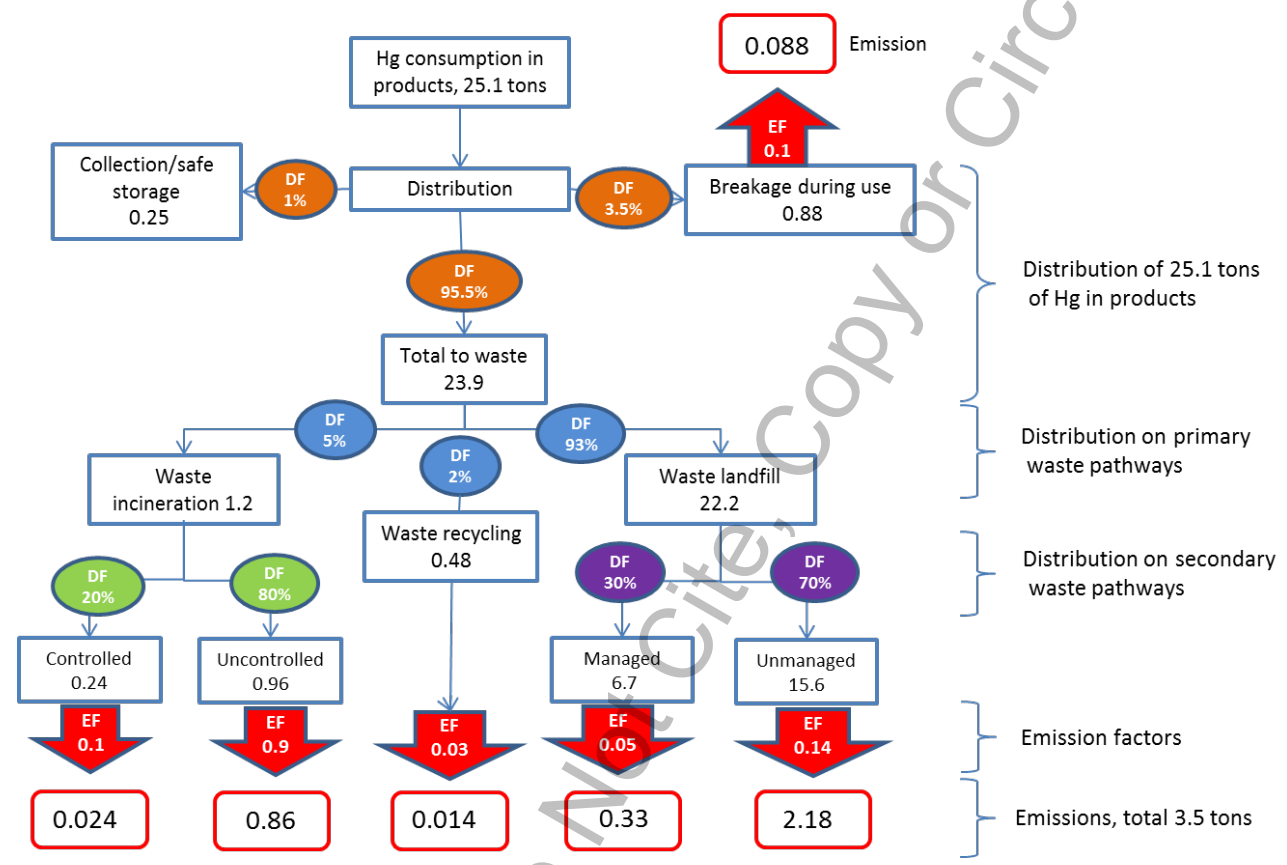 0.088
Emission
Hg consumption in
products, 25.1 tons
EF
0.1
Collection/safe
storage
0.25
DF
1%
Distribution
DF
3.5%
Breakage during use
0.88
DF
95.5%
Distribution of 25.1 tons
of Hg in products
Total to waste
23.9
DF
5%
DF
2%
DF
93%
Distribution on primary
waste pathways
Waste
incineration 1.2
Waste recycling
0.48
Waste landfill
22.2
DF
20%
DF
80%
DF
30%
DF
70%
Distribution on secondary
waste pathways
Controlled
0.24
Uncontrolled
0.96
Managed
6.7
Unmanaged
15.6
EF
0.1
EF
0.9
EF
0.03
EF
0.05
EF
0.14
Emission factors
0.024
0.86
0.014
0.33
2.18
Emissions, total 3.5 tons
Not Cite, Copy or Circ